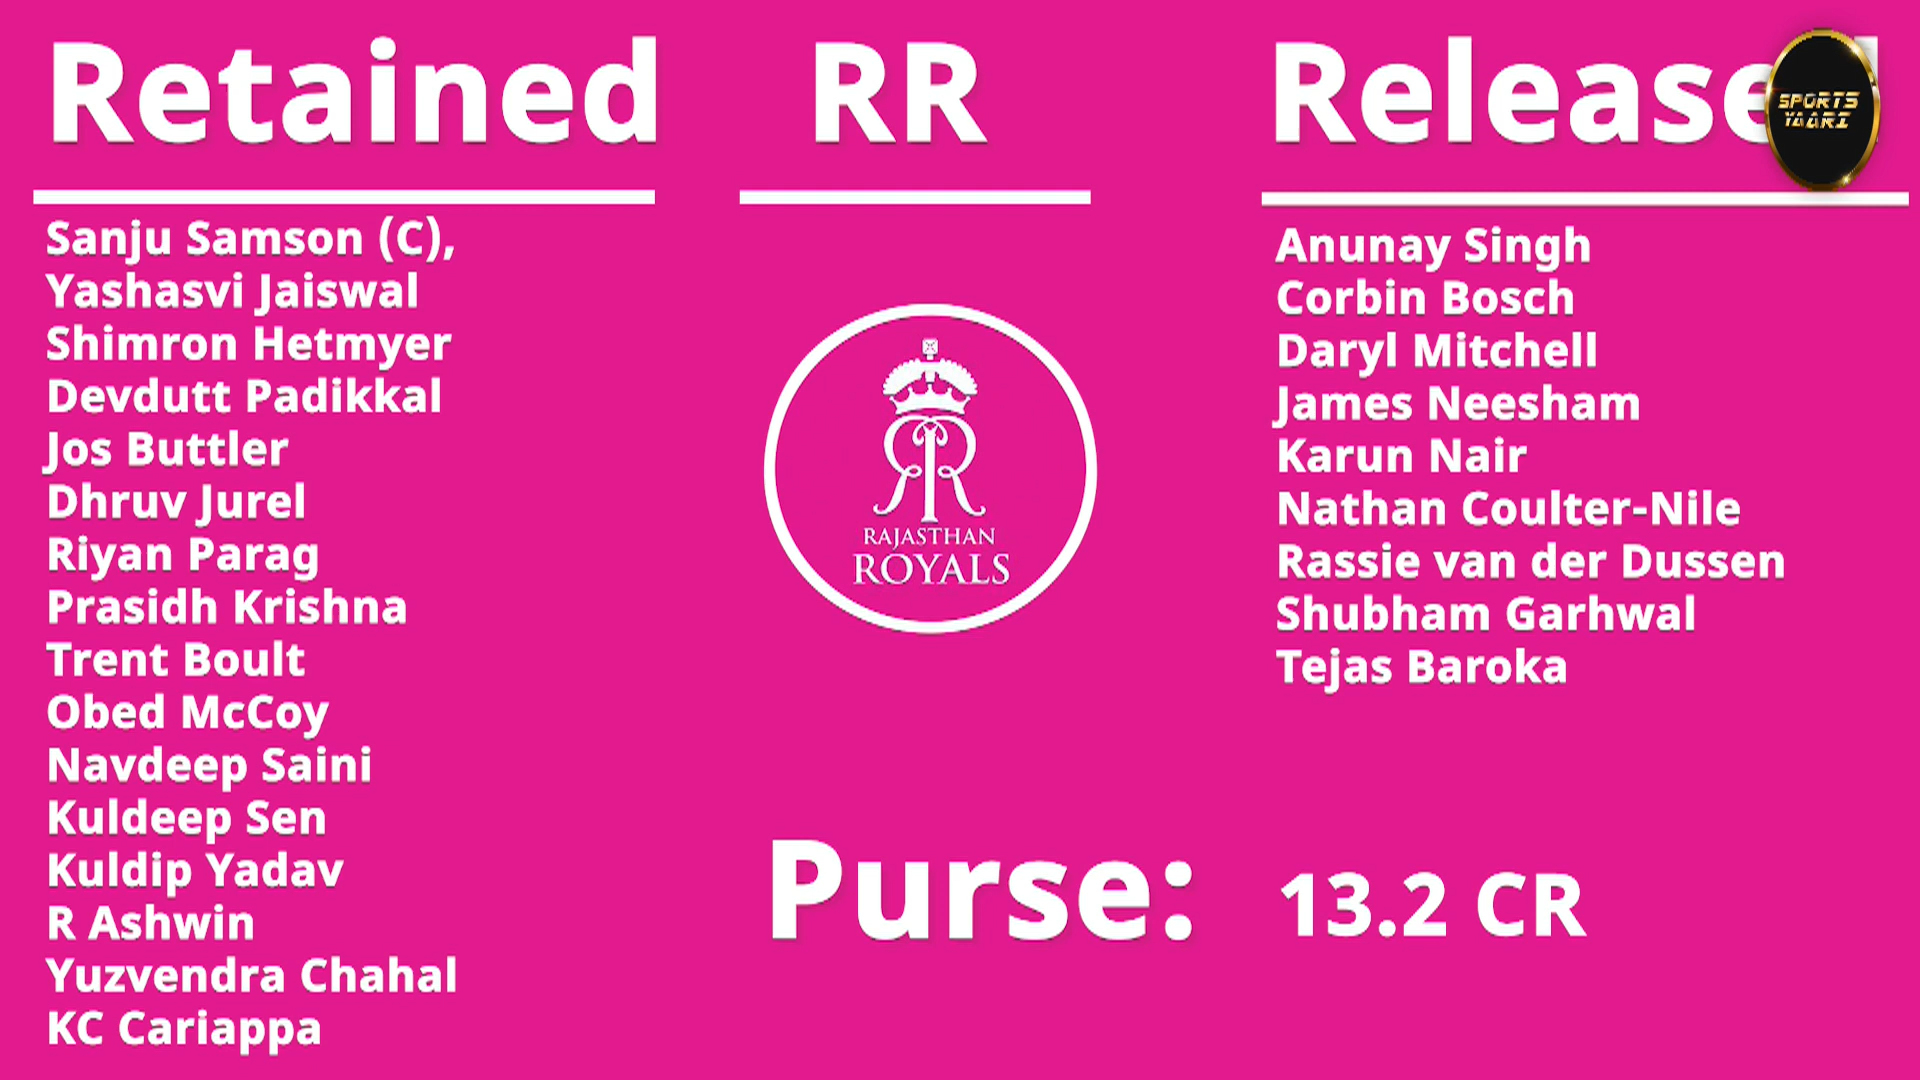 Retained
RR
Released
SPORTS
YAARI
Sanju Samson (C),
Yashasvi Jaiswal
Shimron Hetmyer
Devdutt Padikkal
Jos Buttler
Dhruv Jurel
Riyan Parag
Prasidh Krishna
Trent Boult
Obed McCoy
Navdeep Saini
Kuldeep Sen
Kuldip Yadav
R Ashwin
Yuzvendra Chahal
KC Cariappa
RAJASTHAN
ROYALS
Anunay Singh
Corbin Bosch
Daryl Mitchell
James Neesham
Karun Nair
Nathan Coulter-Nile
Rassie van der Dussen
Shubham Garhwal
Tejas Baroka
Purse: 13.2 CR